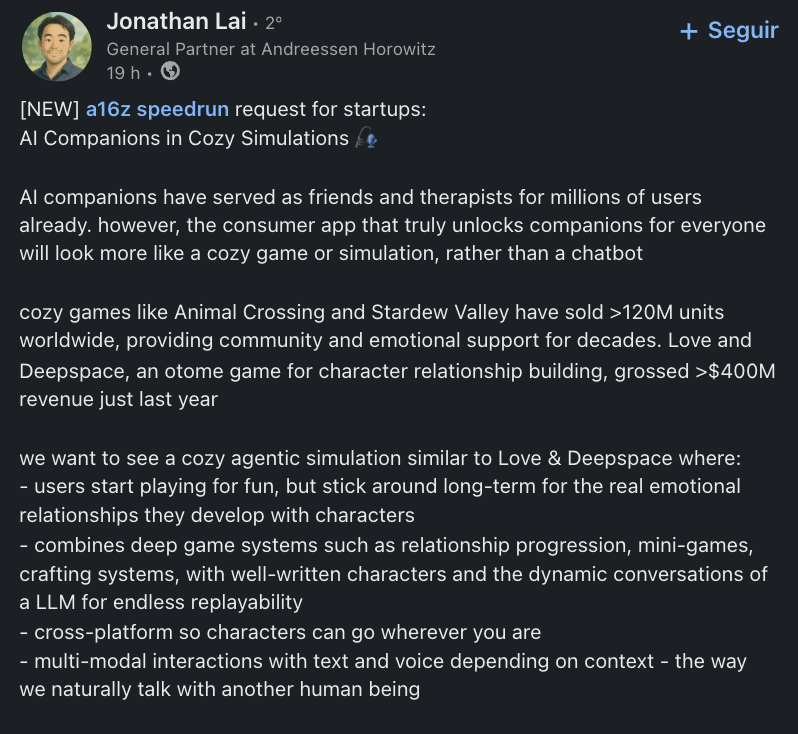 Jonathan Lai · 2º
+ Seguir
General Partner at Andreessen Horowitz
19 h ·
[NEW] a16z speedrun request for startups:
AI Companions in Cozy Simulations 🎣
AI companions have served as friends and therapists for millions of users
already. however, the consumer app that truly unlocks companions for everyone
will look more like a cozy game or simulation, rather than a chatbot
cozy games like Animal Crossing and Stardew Valley have sold >120M units
worldwide, providing community and emotional support for decades. Love and
Deepspace, an otome game for character relationship building, grossed >$400M
revenue just last year
we want to see a cozy agentic simulation similar to Love & Deepspace where:
- users start playing for fun, but stick around long-term for the real emotional
relationships they develop with characters
- combines deep game systems such as relationship progression, mini-games,
crafting systems, with well-written characters and the dynamic conversations of
a LLM for endless replayability
- cross-platform so characters can go wherever you are
- multi-modal interactions with text and voice depending on context - the way
we naturally talk with another human being